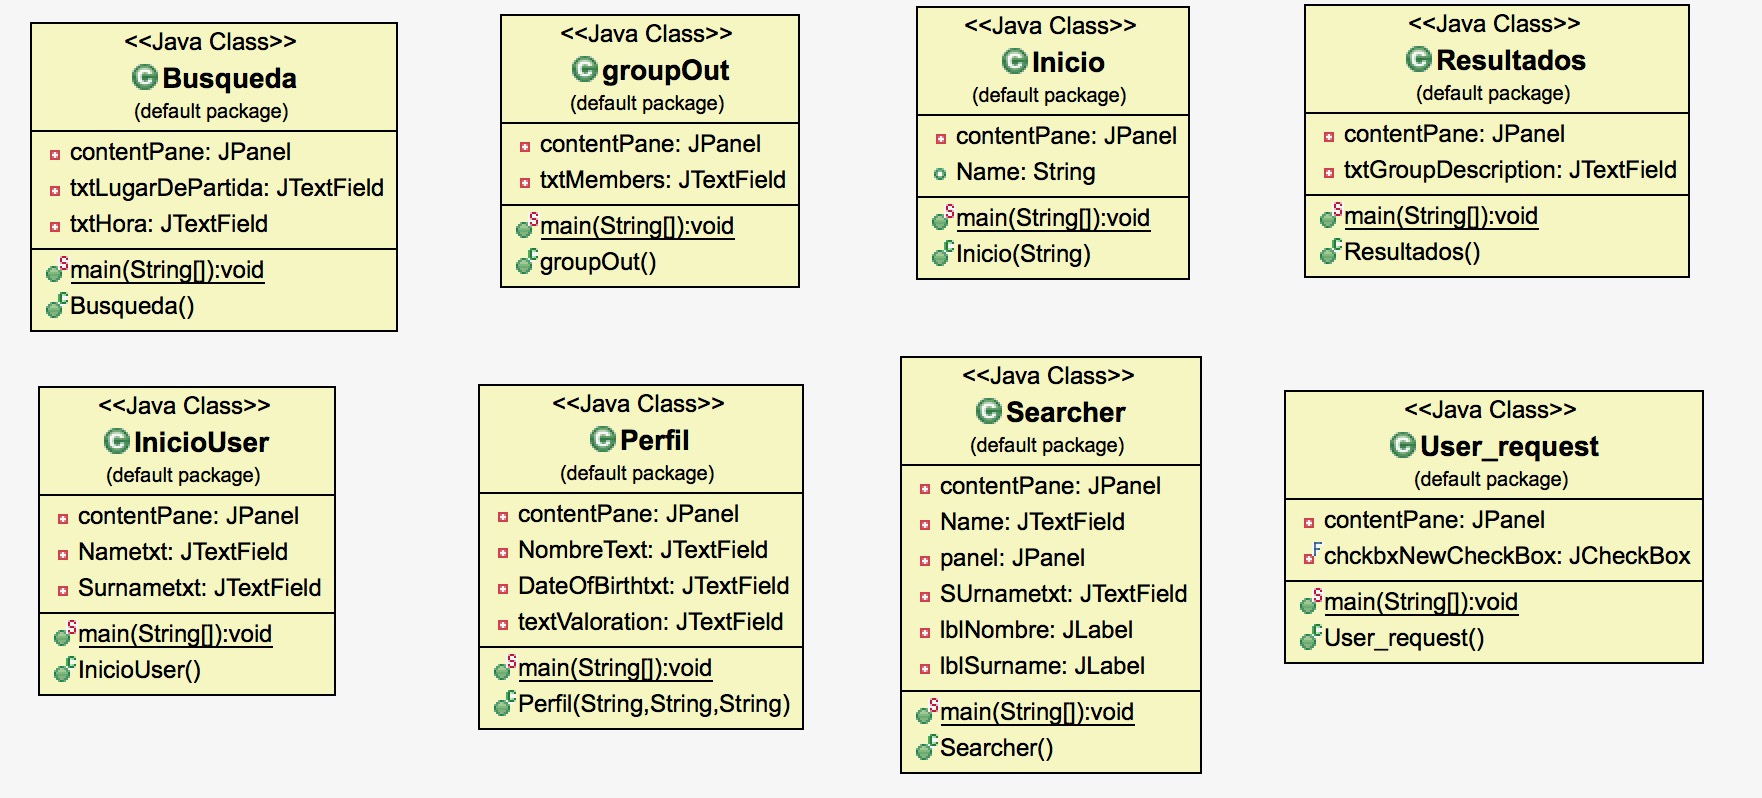 <<Java Class>>
Busqueda
(default package)
contentPane: JPanel
txtLugarDePartida: JTextField
txtHora: JTextField
main(String[]):void
Busqueda()
<<Java Class>>
groupOut
(default package)
contentPane: JPanel
txtMembers: JTextField
main(String[]):void
groupOut()
<<Java Class>>
Inicio
(default package)
contentPane: JPanel
Name: String
main(String[]):void
Inicio(String)
<<Java Class>>
Resultados
(default package)
contentPane: JPanel
txtGroupDescription: JTextField
main(String[]):void
Resultados()
<<Java Class>>
InicioUser
(default package)
contentPane: JPanel
Nametxt: JTextField
Surnametxt: JTextField
main(String[]):void
InicioUser()
<<Java Class>>
Perfil
(default package)
contentPane: JPanel
NombreText: JTextField
DateOfBirthtxt: JTextField
textValoration: JTextField
main(String[]):void
Perfil(String,String,String)
<<Java Class>>
Searcher
(default package)
contentPane: JPanel
Name: JTextField
panel: JPanel
SUrnametxt: JTextField
lblNombre: JLabel
lblSurname: JLabel
main(String[]):void
Searcher()
<<Java Class>>
User_request
(default package)
contentPane: JPanel
chckbxNewCheckBox: JCheckBox
main(String[]):void
User_request()